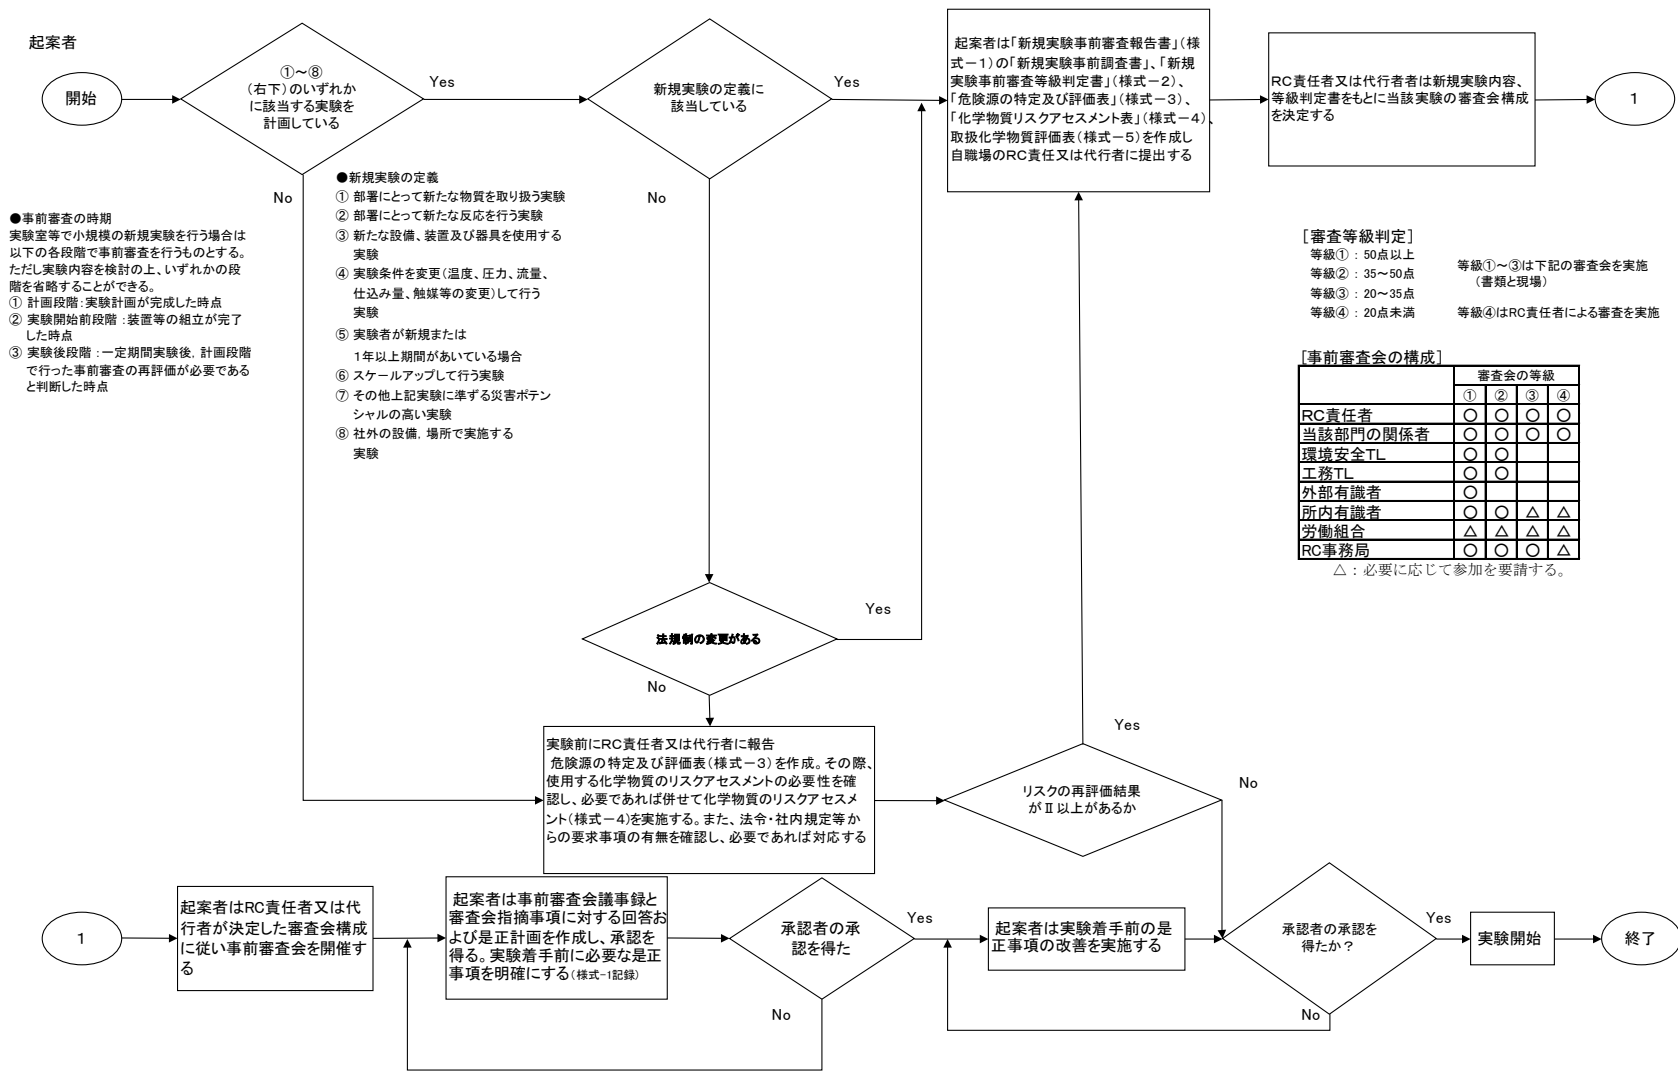 起案者
開始
①～⑧
(右下)のいずれか
に該当する実験を
計画している
Yes
No
新規実験の定義に
該当している
Yes
No
起案者は「新規実験事前審査報告書」(様
式－1)の「新規実験事前調査書」、「新規
実験事前審査等級判定書」(様式－2)、
「危険源の特定及び評価表」(様式－3)、
「化学物質リスクアセスメント表」(様式－4)、
取扱化学物質評価表(様式－5)を作成し
自職場のRC責任又は代行者に提出する
RC責任者又は代行者者は新規実験内容、
等級判定書をもとに当該実験の審査会構成
を決定する
1
●事前審査の時期
実験室等で小規模の新規実験を行う場合は
以下の各段階で事前審査を行うものとする。
ただし実験内容を検討の上、いずれかの段
階を省略することができる。
① 計画段階：実験計画が完成した時点
② 実験開始前段階：装置等の組立が完了
した時点
③ 実験後段階：一定期間実験後，計画段階
で行った事前審査の再評価が必要である
と判断した時点
●新規実験の定義
① 部署にとって新たな物質を取り扱う実験
② 部署にとって新たな反応を行う実験
③ 新たな設備、装置及び器具を使用する
実験
④ 実験条件を変更(温度、圧力、流量、
仕込み量、触媒等の変更)して行う
実験
⑤ 実験者が新規または
1年以上期間があいている場合
⑥ スケールアップして行う実験
⑦ その他上記実験に準ずる災害ポテン
シャルの高い実験
⑧ 社外の設備，場所で実施する
実験
[審査等級判定]
等級①：50点以上
等級②：35～50点
等級③：20～35点
等級④：20点未満
等級①～③は下記の審査会を実施
(書類と現場)
等級④はRC責任者による審査を実施
[事前審査会の構成]
審査会の等級
① ② ③ ④
RC責任者 ○ ○ ○ ○
当該部門の関係者 ○ ○ ○ ○
環境安全TL ○ ○
工務TL ○ ○
外部有識者 ○
所内有識者 ○ ○ △ △
労働組合 △ △ △ △
RC事務局 ○ ○ ○ △
△：必要に応じて参加を要請する。
法規制の変更がある
Yes
No
実験前にRC責任者又は代行者に報告
危険源の特定及び評価表(様式－3)を作成。その際、
使用する化学物質のリスクアセスメントの必要性を確
認し、必要であれば併せて化学物質のリスクアセスメ
ント(様式－4)を実施する。また、法令・社内規定等か
らの要求事項の有無を確認し、必要であれば対応する
リスクの再評価結果
がⅡ以上があるか
Yes
No
1
起案者はRC責任者又は代
行者が決定した審査会構成
に従い事前審査会を開催す
る
起案者は事前審査会議事録と
審査会指摘事項に対する回答お
よび是正計画を作成し、承認を
得る。実験着手前に必要な是正
事項を明確にする(様式-1記録)
承認者の承
認を得た
Yes
No
起案者は実験着手前の是
正事項の改善を実施する
承認者の承認を
得たか？
Yes
No
実験開始
終了